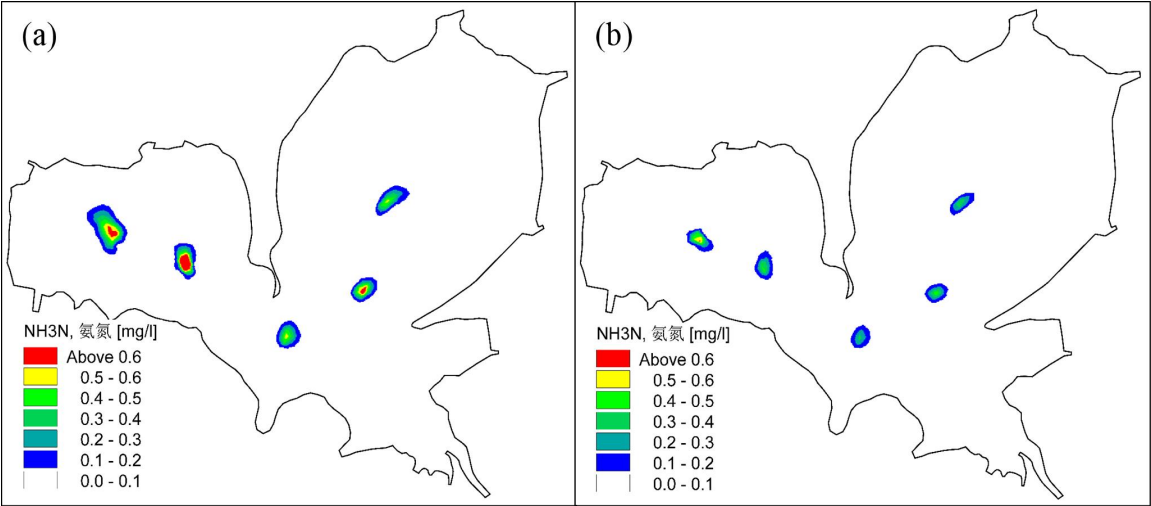 (a)
NH3N, 氨氮 [mg/l]
Above 0.6
0.5 - 0.6
0.4 - 0.5
0.3 - 0.4
0.2 - 0.3
0.1 - 0.2
0.0 - 0.1
(b)
NH3N, 氨氮 [mg/l]
Above 0.6
0.5 - 0.6
0.4 - 0.5
0.3 - 0.4
0.2 - 0.3
0.1 - 0.2
0.0 - 0.1